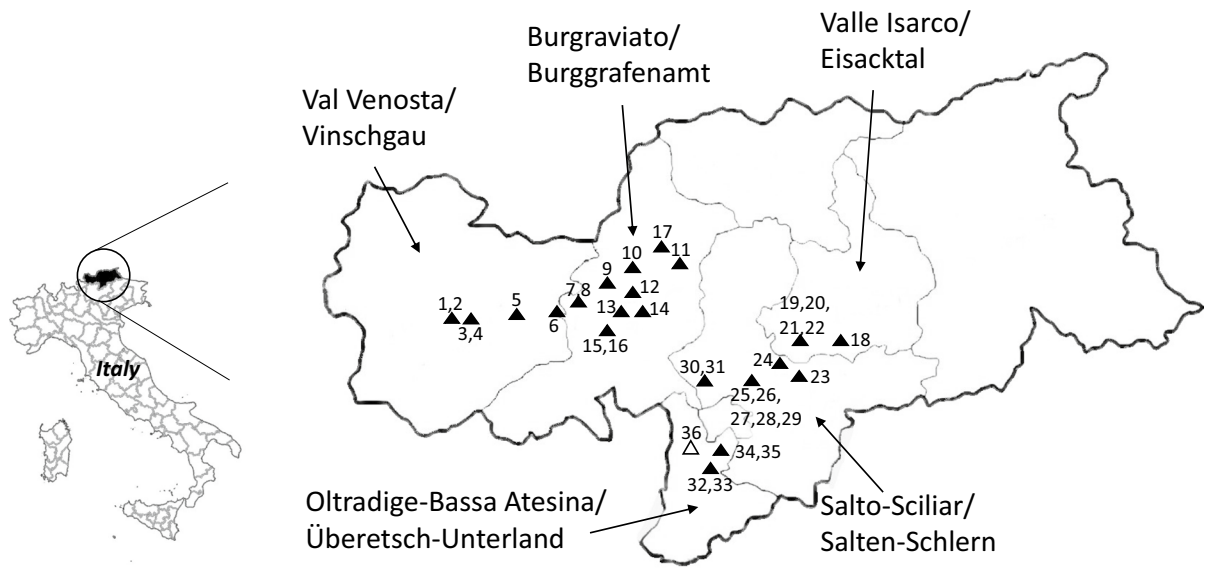 Burgraviato/
Burggrafenamt
Valle Isarco/
Eisacktal
Val Venosta/
Vinschgau
17
10
11
9
7,8
12
1,2
5
13
14
3,4
6
15,16
19,20,
21,22
18
24
30,31
23
25,26,
27,28,29
36
34,35
32,33
Italy
Oltradige-Bassa Atesina/
Überetsch-Unterland
Salto-Sciliar/
Salten-Schlern